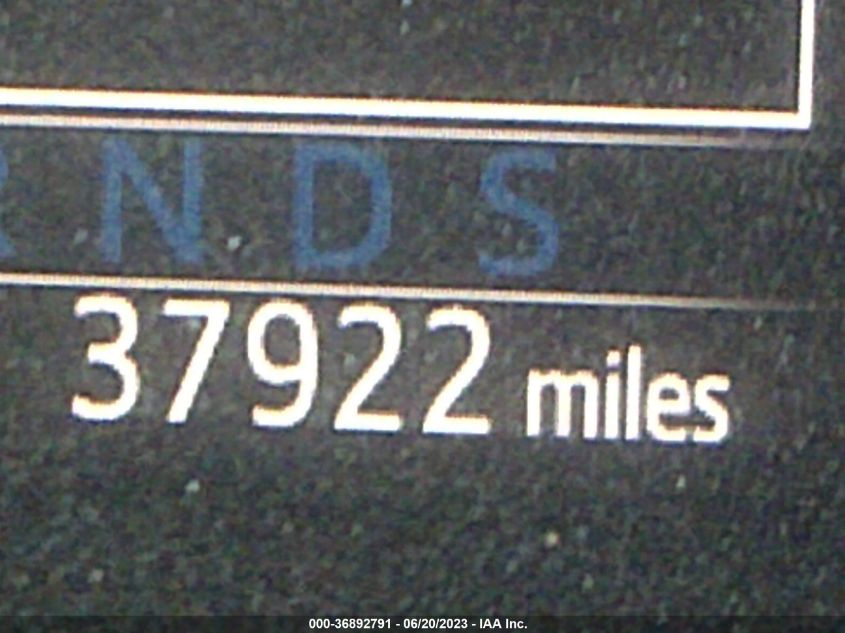 R N D S
37922 miles
000-36892791 - 06/20/2023 - IAA Inc.